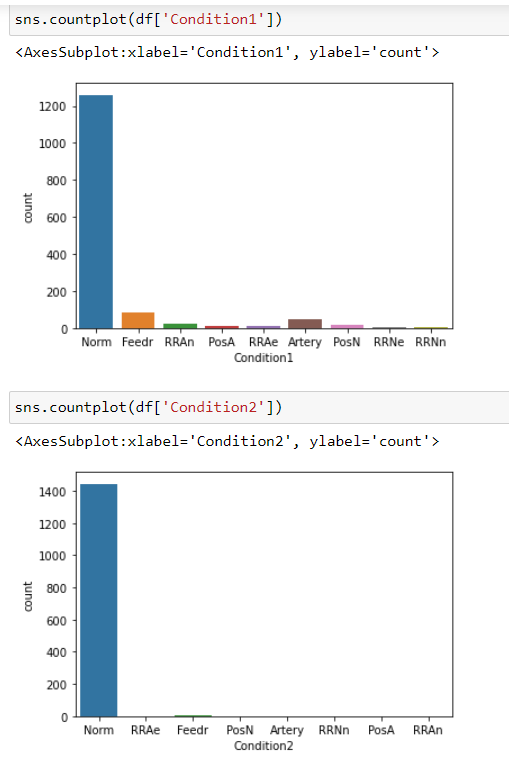 sns.countplot(df['Condition1'])
<AxesSubplot:xlabel='Condition1', ylabel='count'>
1200
1000
800
600
400
200
0
count
Norm Feedr RRAn PosA RRAe Artery PosN RRNe RRNn
Condition1
sns.countplot(df['Condition2'])
<AxesSubplot:xlabel='Condition2', ylabel='count'>
1400
1200
1000
800
600
400
200
0
count
Norm RRAe Feedr PosN Artery RRNn PosA RRAn
Condition2